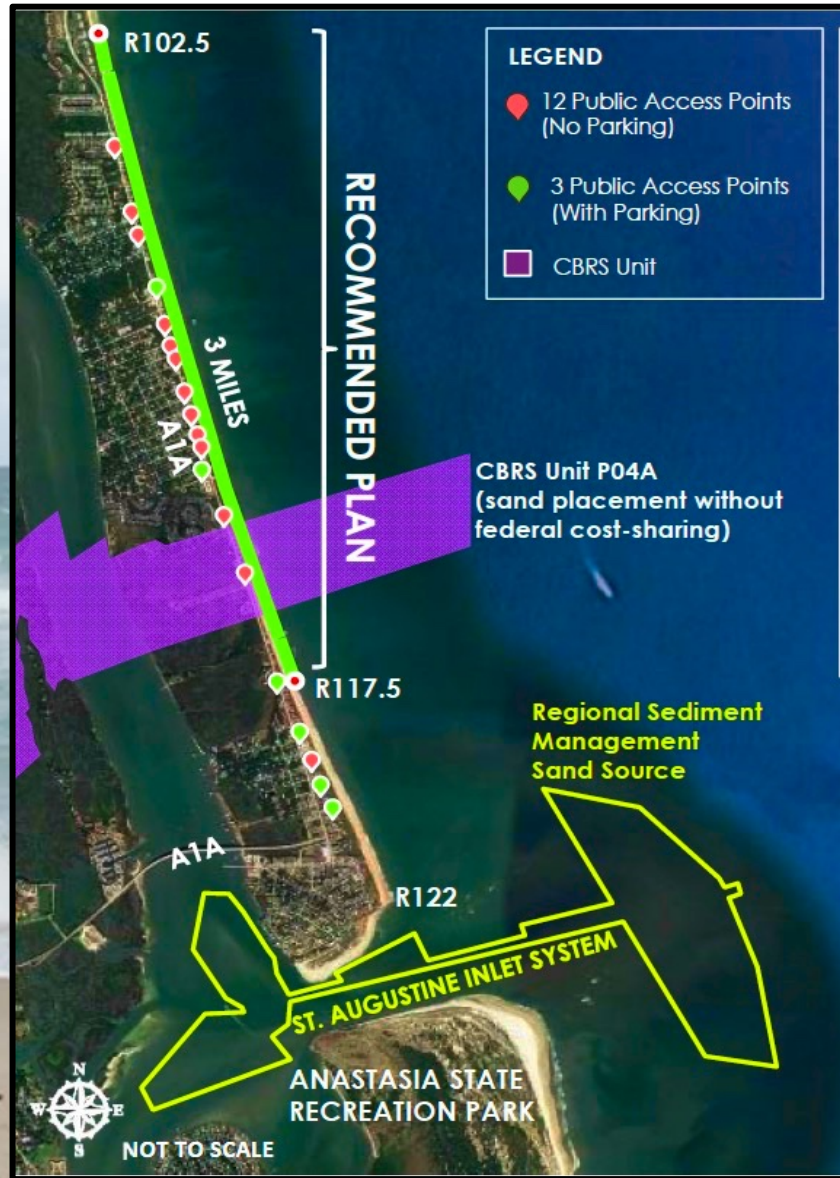 R102.5
LEGEND
12 Public Access Points
(No Parking)
3 Public Access Points
(With Parking)
CBRS Unit
RECOMMENDED PLAN
3 MILES
A1A
CBRS Unit P04A
(sand placement without
federal cost-sharing)
R117.5
Regional Sediment
Management
Sand Source
A1A
R122
ST. AUGUSTINE INLET SYSTEM
ANASTASIA STATE
RECREATION PARK
N
W
E
S
NOT TO SCALE